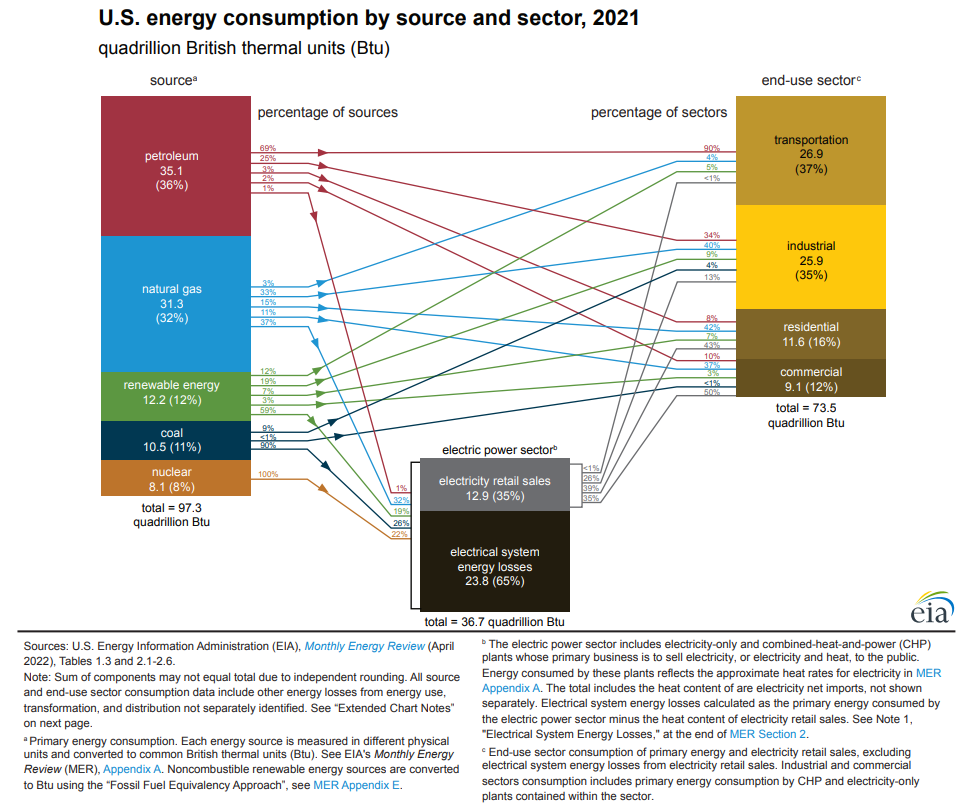 U.S. energy consumption by source and sector, 2021
quadrillion British thermal units (Btu)
sourceᵃ
end-use sectorᶜ
percentage of sources
percentage of sectors
petroleum
35.1
(36%)
69%
25%
3%
2%
1%
natural gas
31.3
(32%)
3%
33%
15%
11%
37%
renewable energy
12.2 (12%)
12%
19%
7%
3%
59%
coal
10.5 (11%)
9%
<1%
90%
nuclear
8.1 (8%)
100%
total = 97.3
quadrillion Btu
90%
4%
5%
<1%
transportation
26.9
(37%)
34%
40%
9%
4%
13%
industrial
25.9
(35%)
8%
42%
7%
43%
residential
11.6 (16%)
10%
37%
3%
<1%
50%
commercial
9.1 (12%)
total = 73.5
quadrillion Btu
electric power sectorᵇ
1%
32%
19%
26%
22%
electricity retail sales
12.9 (35%)
<1%
26%
39%
35%
electrical system
energy losses
23.8 (65%)
total = 36.7 quadrillion Btu
eia
Sources: U.S. Energy Information Administration (EIA), Monthly Energy Review (April
2022), Tables 1.3 and 2.1-2.6.
Note: Sum of components may not equal total due to independent rounding. All source
and end-use sector consumption data include other energy losses from energy use,
transformation, and distribution not separately identified. See “Extended Chart Notes”
on next page.
ᵃ Primary energy consumption. Each energy source is measured in different physical
units and converted to common British thermal units (Btu). See EIA's Monthly Energy
Review (MER), Appendix A. Noncombustible renewable energy sources are converted
to Btu using the “Fossil Fuel Equivalency Approach”, see MER Appendix E.
ᵇ The electric power sector includes electricity-only and combined-heat-and-power (CHP)
plants whose primary business is to sell electricity, or electricity and heat, to the public.
Energy consumed by these plants reflects the approximate heat rates for electricity in MER
Appendix A. The total includes the heat content of are electricity net imports, not shown
separately. Electrical system energy losses calculated as the primary energy consumed by
the electric power sector minus the heat content of electricity retail sales. See Note 1,
"Electrical System Energy Losses," at the end of MER Section 2.
ᶜ End-use sector consumption of primary energy and electricity retail sales, excluding
electrical system energy losses from electricity retail sales. Industrial and commercial
sectors consumption includes primary energy consumption by CHP and electricity-only
plants contained within the sector.